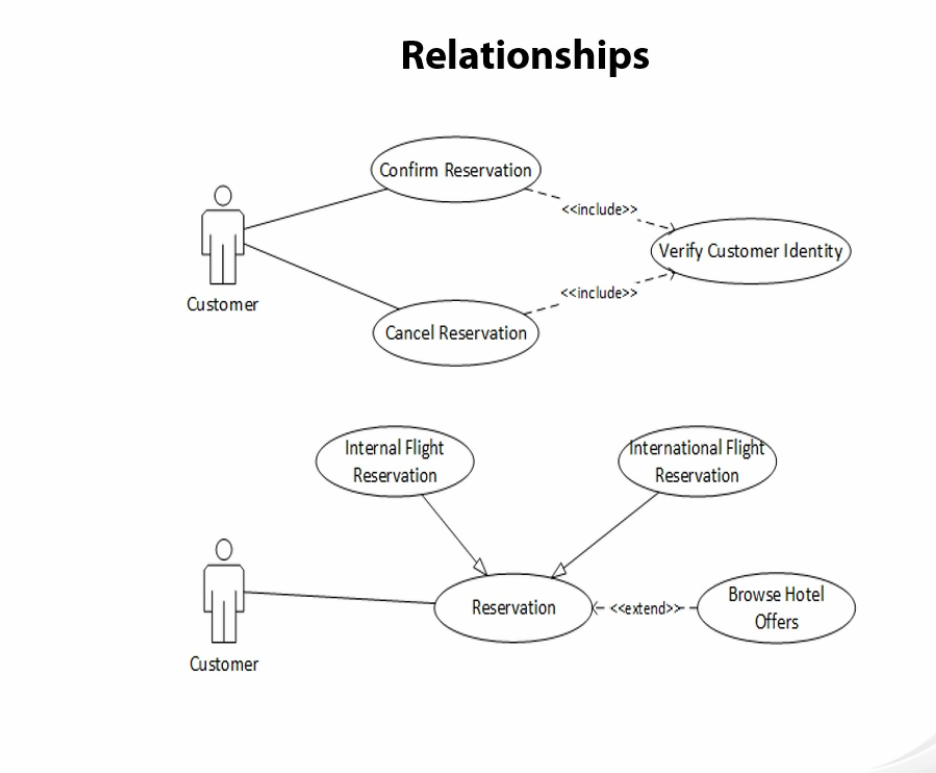 Relationships
Confirm Reservation
<<include>>
Verify Customer Identity
Customer
<<include>>
Cancel Reservation
Internal Flight
Reservation
International Flight
Reservation
Reservation
<<extend>>
Browse Hotel
Offers
Customer